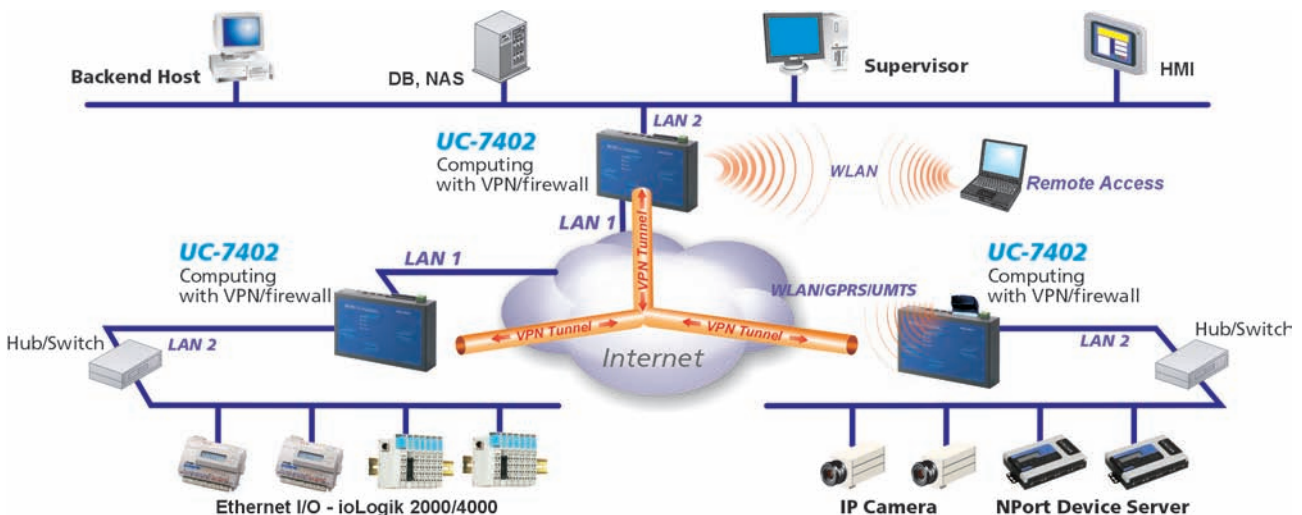 Backend Host
DB, NAS
Supervisor
HMI
LAN 2
UC-7402
Computing
with VPN/firewall
WLAN
Remote Access
LAN 1
VPN Tunnel
UC-7402
Computing
with VPN/firewall
LAN 1
Hub/Switch
LAN 2
VPN Tunnel
VPN Tunnel
Internet
WLAN/GPRS/UMTS
UC-7402
Computing
with VPN/firewall
LAN 2
Hub/Switch
Ethernet I/O - ioLogik 2000/4000
IP Camera
NPort Device Server